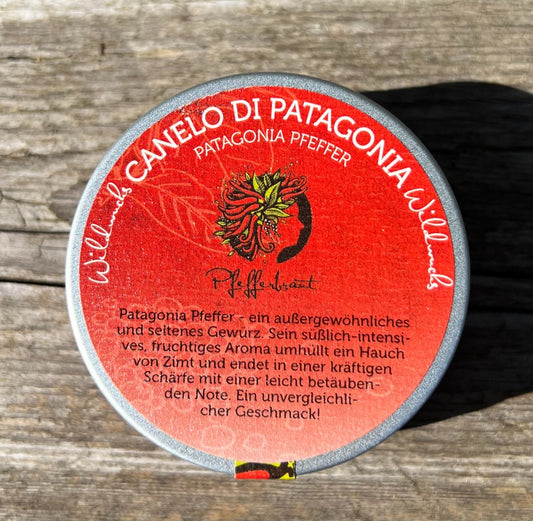 CANELO DI PATAGONIA
PATAGONIA PFEFFER
Wildwuchs
Wildwuchs
Pfefferbraut
Patagonia Pfeffer - ein außergewöhnliches
und seltenes Gewürz. Sein süßlich-intensi-
ves, fruchtiges Aroma umhüllt ein Hauch
von Zimt und endet in einer kräftigen
Schärfe mit einer leicht betäuben-
den Note. Ein unvergleichli-
cher Geschmack!